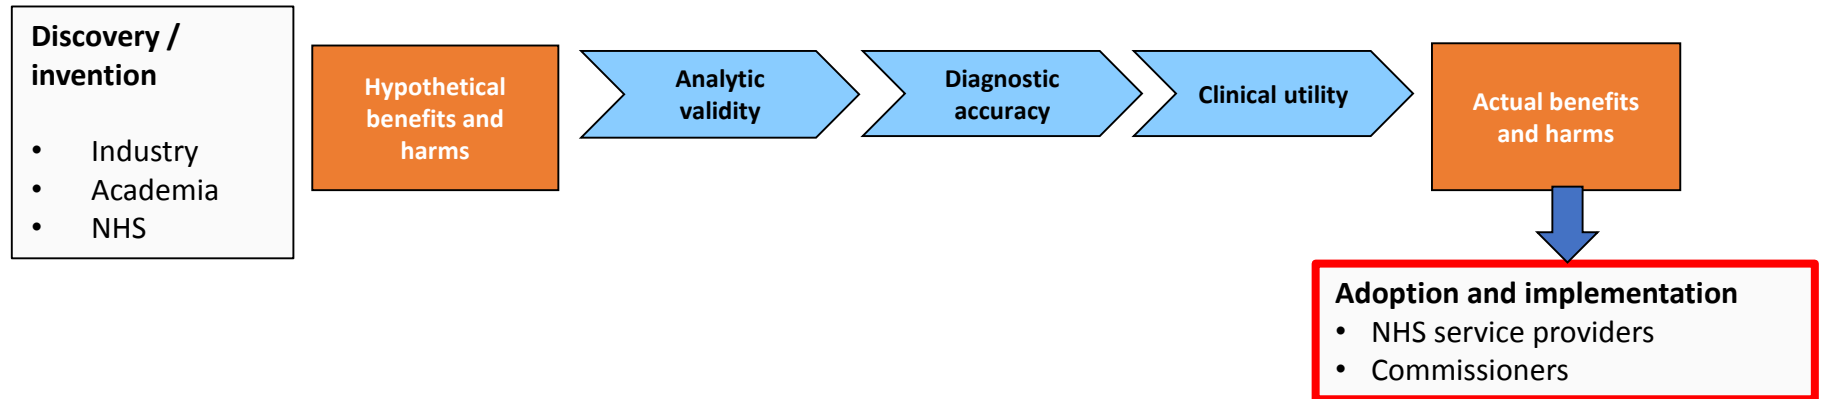 Discovery /
invention
• Industry
• Academia
• NHS
Hypothetical
benefits and
harms
Analytic
validity
Diagnostic
accuracy
Clinical utility
Actual benefits
and harms
Adoption and implementation
• NHS service providers
• Commissioners